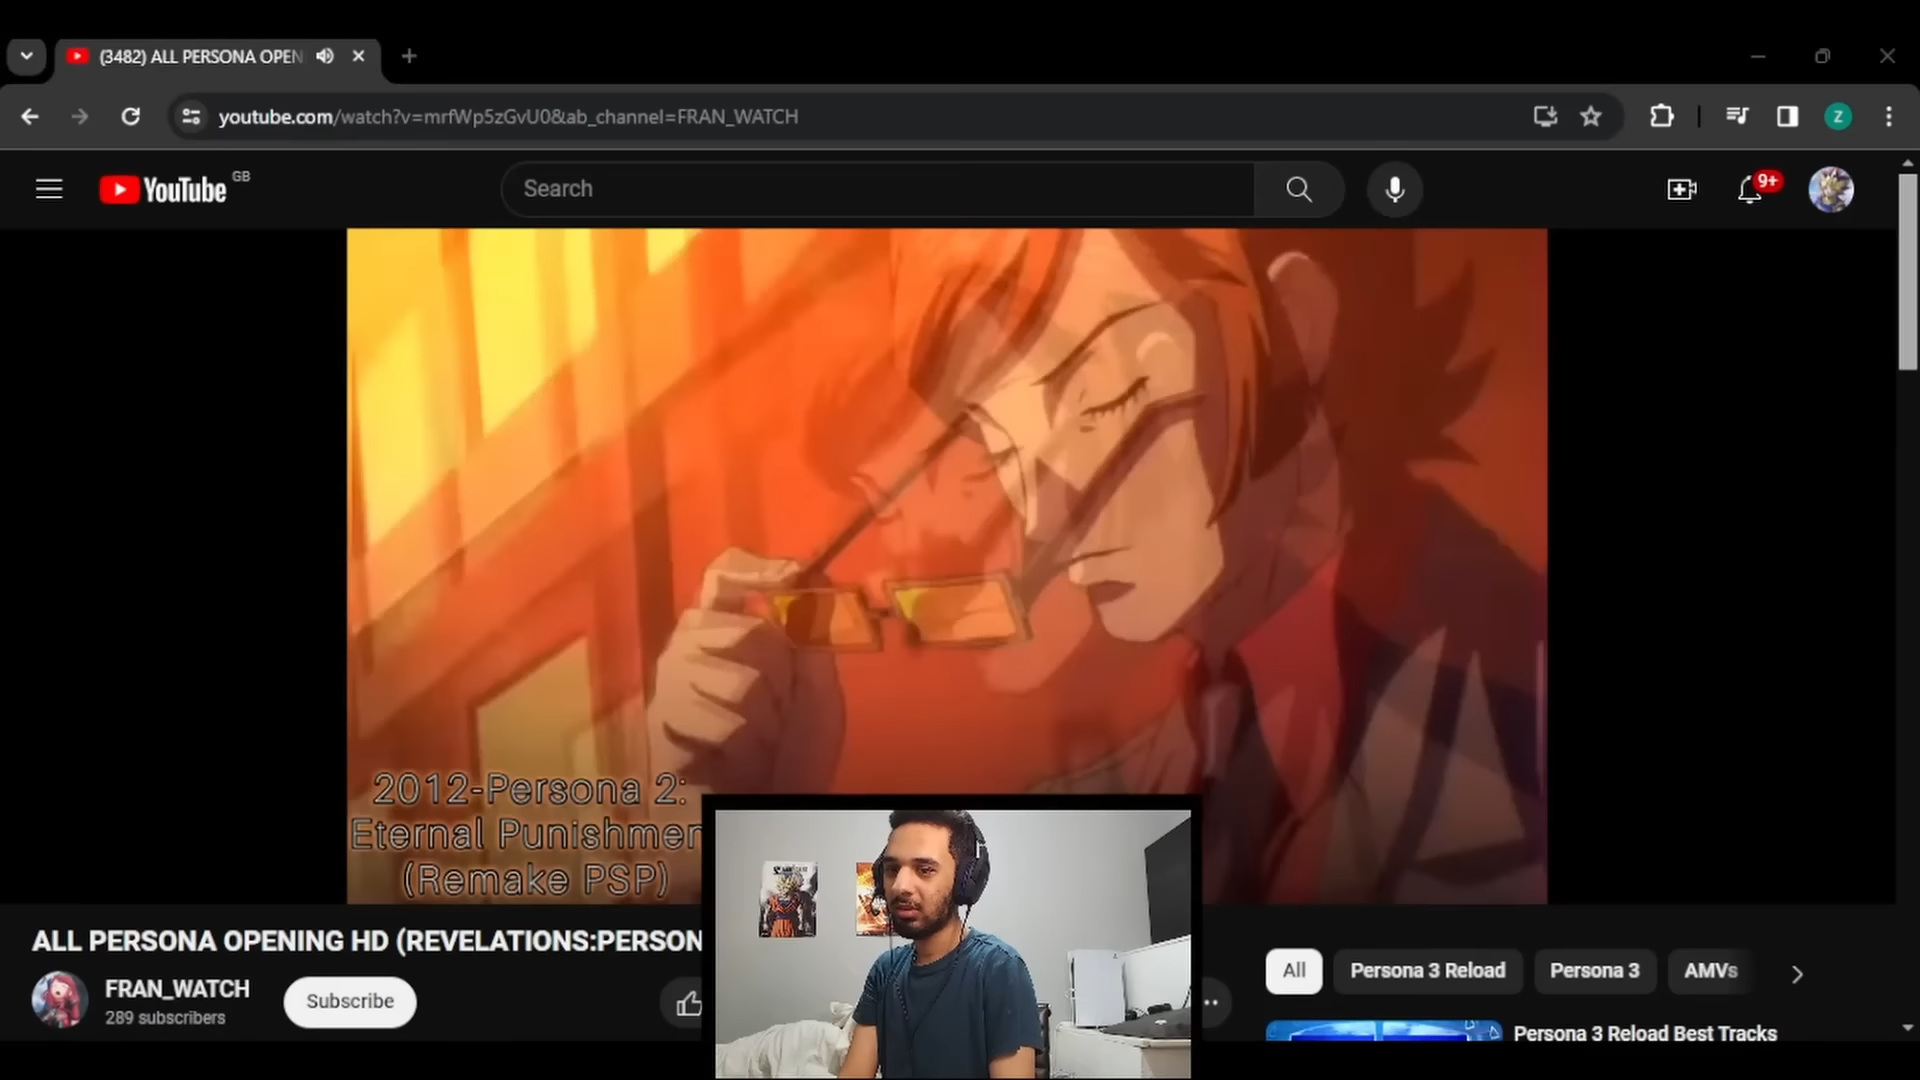 (3482) ALL PERSONA OPEN
youtube.com/watch?v=mrfWp5zGvU0&ab_channel=FRAN_WATCH
Z
YouTube GB
Search
9+
2012-Persona 2:
Eternal Punishmen
(Remake PSP)
ALL PERSONA OPENING HD (REVELATIONS:PERSON
FRAN_WATCH
289 subscribers
Subscribe
All
Persona 3 Reload
Persona 3
AMVs
Persona 3 Reload Best Tracks